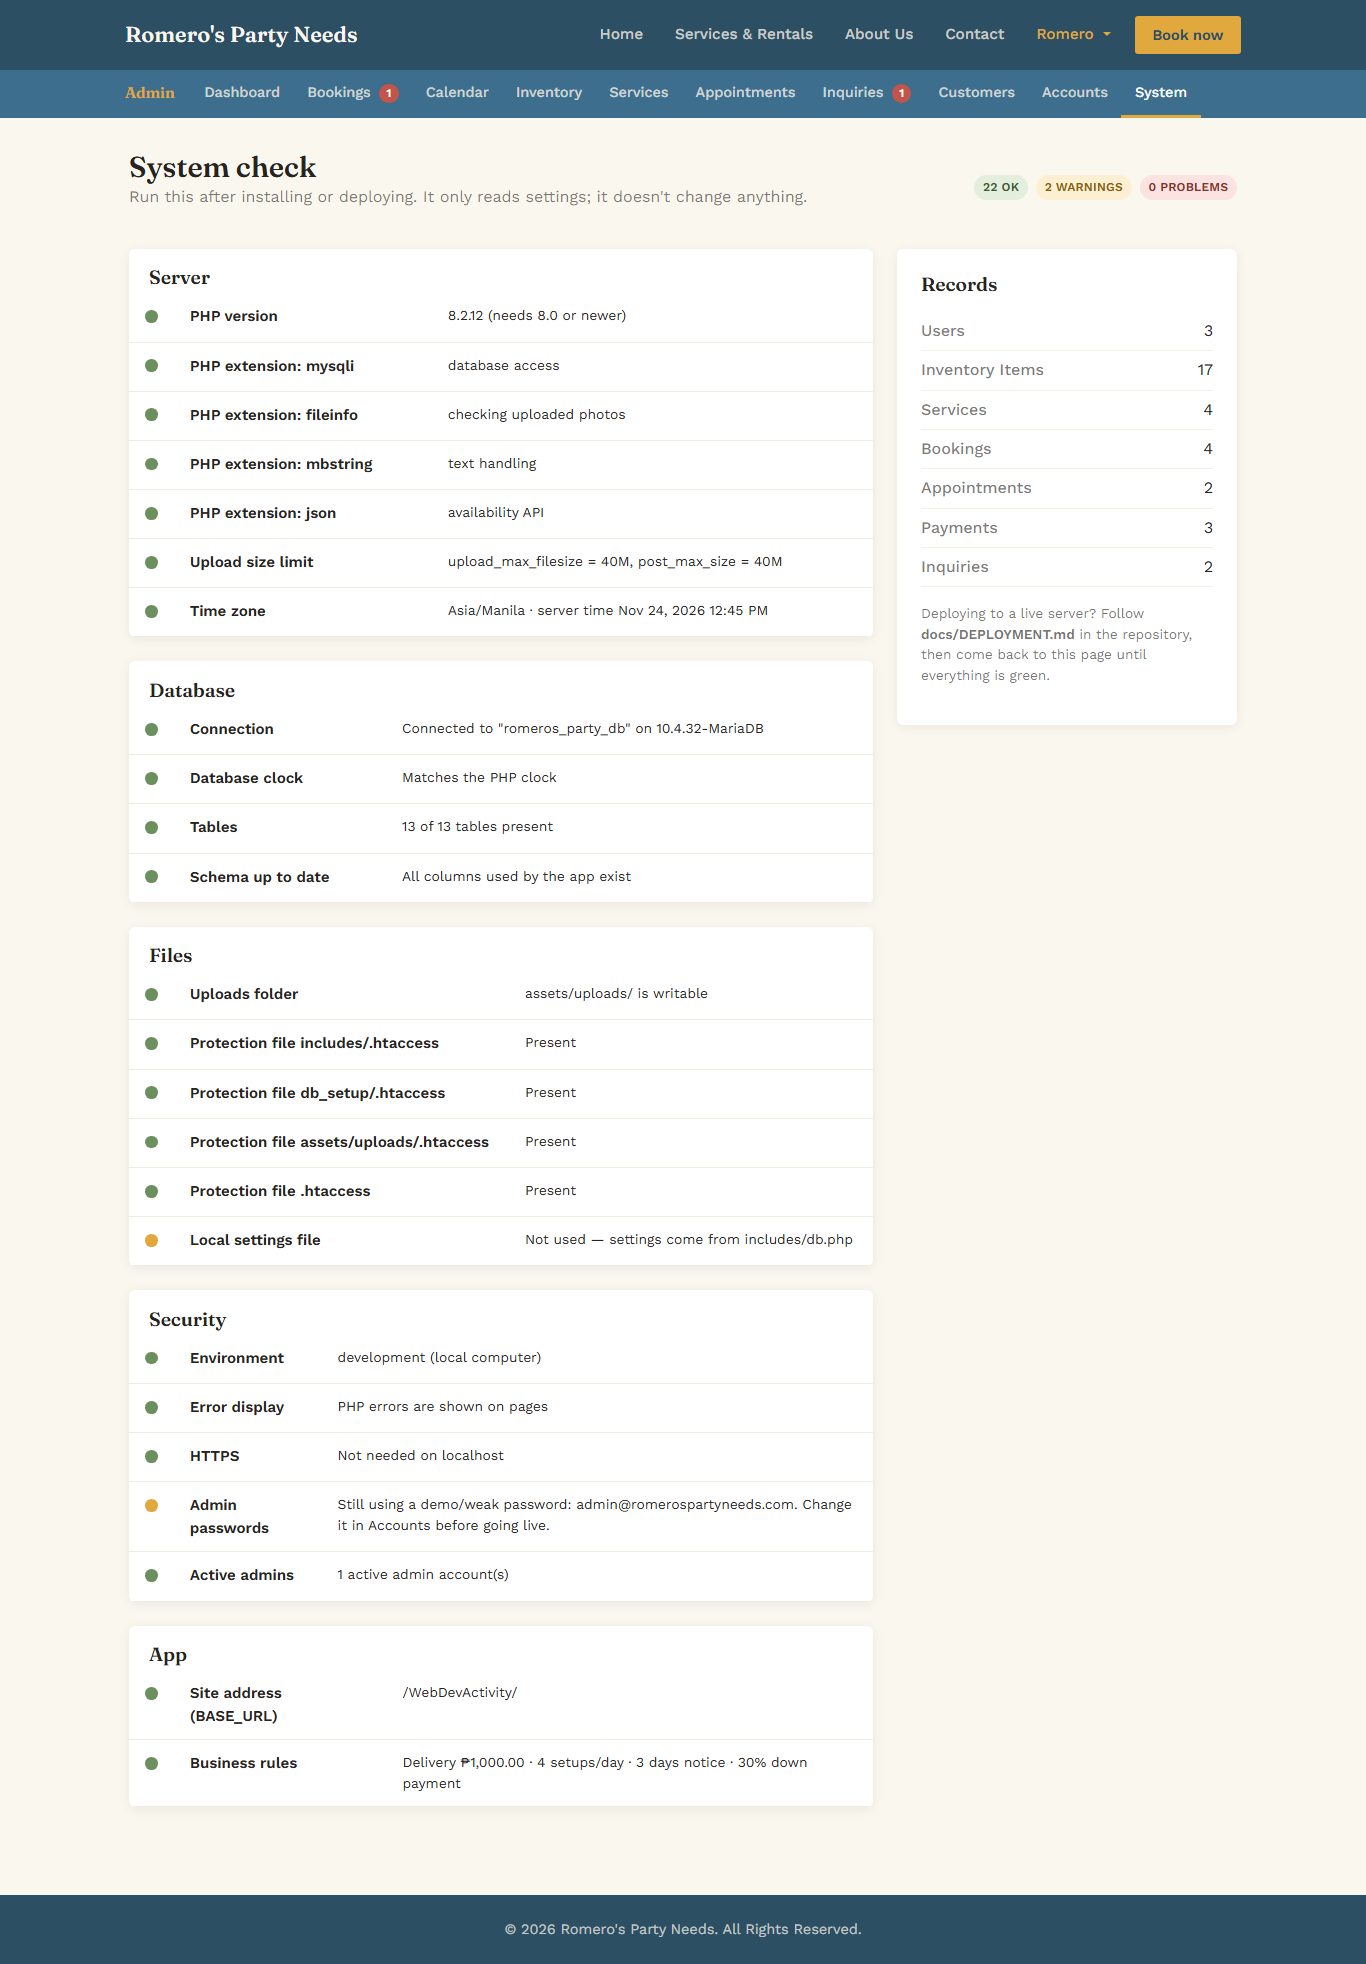 Romero's Party Needs
Home Services & Rentals About Us Contact Romero Book now
Admin Dashboard Bookings 1 Calendar Inventory Services Appointments Inquiries 1 Customers Accounts System
System check
Run this after installing or deploying. It only reads settings; it doesn't change anything.
22 OK 2 WARNINGS 0 PROBLEMS
Server
PHP version 8.2.12 (needs 8.0 or newer)
PHP extension: mysqli database access
PHP extension: fileinfo checking uploaded photos
PHP extension: mbstring text handling
PHP extension: json availability API
Upload size limit upload_max_filesize = 40M, post_max_size = 40M
Time zone Asia/Manila · server time Nov 24, 2026 12:45 PM
Database
Connection Connected to "romeros_party_db" on 10.4.32-MariaDB
Database clock Matches the PHP clock
Tables 13 of 13 tables present
Schema up to date All columns used by the app exist
Files
Uploads folder assets/uploads/ is writable
Protection file includes/.htaccess Present
Protection file db_setup/.htaccess Present
Protection file assets/uploads/.htaccess Present
Protection file .htaccess Present
Local settings file Not used — settings come from includes/db.php
Security
Environment development (local computer)
Error display PHP errors are shown on pages
HTTPS Not needed on localhost
Admin passwords Still using a demo/weak password: admin@romerospartyneeds.com. Change
it in Accounts before going live.
Active admins 1 active admin account(s)
App
Site address (BASE_URL) /WebDevActivity/
Business rules Delivery ₱1,000.00 · 4 setups/day · 3 days notice · 30% down
payment
Records
Users 3
Inventory Items 17
Services 4
Bookings 4
Appointments 2
Payments 3
Inquiries 2
Deploying to a live server? Follow
docs/DEPLOYMENT.md in the repository,
then come back to this page until
everything is green.
© 2026 Romero's Party Needs. All Rights Reserved.